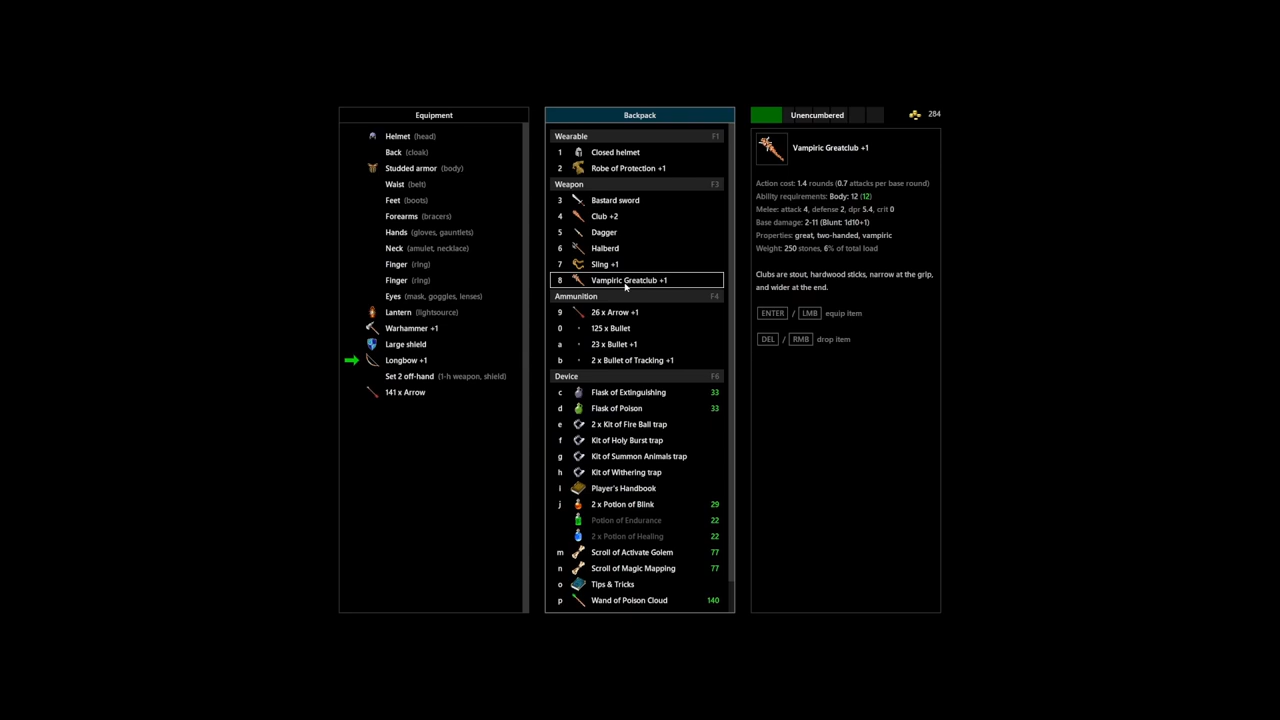 Equipment
Helmet (head)
Back (cloak)
Studded armor (body)
Waist (belt)
Feet (boots)
Forearms (bracers)
Hands (gloves, gauntlets)
Neck (amulet, necklace)
Finger (ring)
Finger (ring)
Eyes (mask, goggles, lenses)
Lantern (lightsource)
Warhammer +1
Large shield
Longbow +1
Set 2 off-hand (1-h weapon, shield)
141 x Arrow
Backpack
Wearable F1
1 Closed helmet
2 Robe of Protection +1
Weapon F3
3 Bastard sword
4 Club +2
5 Dagger
6 Halberd
7 Sling +1
8 Vampiric Greatclub +1
Ammunition F4
9 26 x Arrow +1
0 125 x Bullet
a 23 x Bullet +1
b 2 x Bullet of Tracking +1
Device F6
c Flask of Extinguishing 33
d Flask of Poison 33
e 2 x Kit of Fire Ball trap
f Kit of Holy Burst trap
g Kit of Summon Animals trap
h Kit of Withering trap
i Player's Handbook
j 2 x Potion of Blink 29
Potion of Endurance 22
2 x Potion of Healing 22
m Scroll of Activate Golem 77
n Scroll of Magic Mapping 77
o Tips & Tricks
p Wand of Poison Cloud 140
Unencumbered 284
Vampiric Greatclub +1
Action cost: 1.4 rounds (0.7 attacks per base round)
Ability requirements: Body: 12 (12)
Melee: attack 4, defense 2, dpr 5.4, crit 0
Base damage: 2-11 (Blunt: 1d10+1)
Properties: great, two-handed, vampiric
Weight: 250 stones, 6% of total load
Clubs are stout, hardwood sticks, narrow at the grip,
and wider at the end.
ENTER / LMB equip item
DEL / RMB drop item